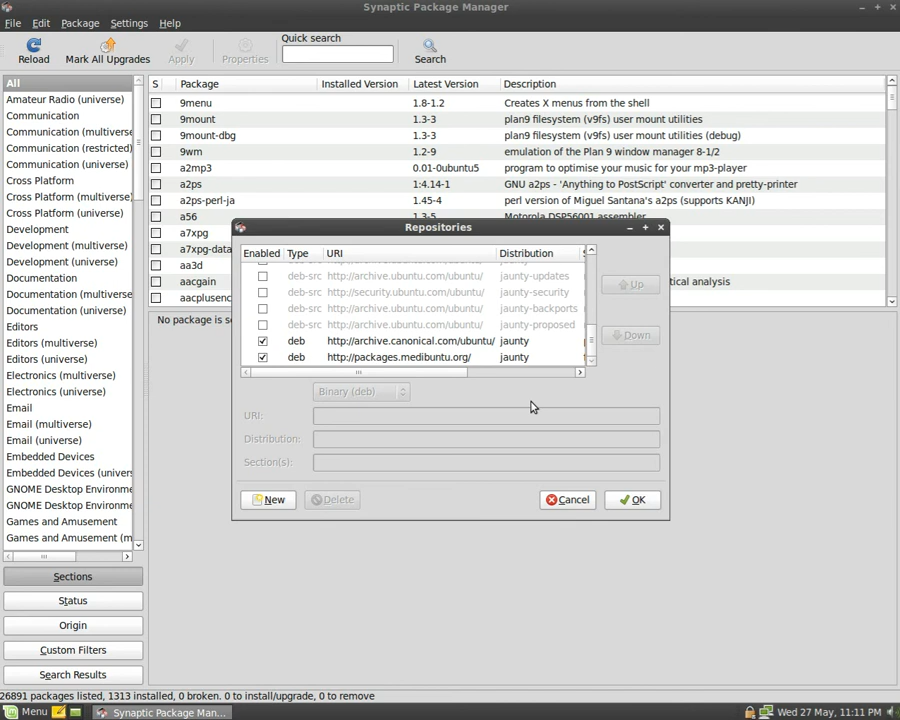 Synaptic Package Manager
File Edit Package Settings Help
Quick search
Reload Mark All Upgrades Apply Properties Search
All
Amateur Radio (universe)
Communication
Communication (multiverse
Communication (restricted)
Communication (universe)
Cross Platform
Cross Platform (multiverse)
Cross Platform (universe)
Development
Development (multiverse)
Development (universe)
Documentation
Documentation (multiverse
Documentation (universe)
Editors
Editors (multiverse)
Editors (universe)
Electronics (multiverse)
Electronics (universe)
Email
Email (multiverse)
Email (universe)
Embedded Devices
Embedded Devices (univers
GNOME Desktop Environme
GNOME Desktop Environme
Games and Amusement
Games and Amusement (m
Sections
Status
Origin
Custom Filters
Search Results
S Package Installed Version Latest Version Description
9menu 1.8-1.2 Creates X menus from the shell
9mount 1.3-3 plan9 filesystem (v9fs) user mount utilities
9mount-dbg 1.3-3 plan9 filesystem (v9fs) user mount utilities (debug)
9wm 1.2-9 emulation of the Plan 9 window manager 8-1/2
a2mp3 0.01-0ubuntu5 program to optimise your music for your mp3-player
a2ps 1:4.14-1 GNU a2ps - 'Anything to PostScript' converter and pretty-printer
a2ps-perl-ja 1.45-4 perl version of Miguel Santana's a2ps (supports KANJI)
a56 1.3-5 Motorola DSP56001 assembler
a7xpg
a7xpg-data
aa3d
aacgain tical analysis
aacplusenc
No package is s
Repositories
Enabled Type URI Distribution
deb-src http://archive.ubuntu.com/ubuntu/ jaunty-updates
deb-src http://security.ubuntu.com/ubuntu/ jaunty-security
deb-src http://archive.ubuntu.com/ubuntu/ jaunty-backports
deb-src http://archive.ubuntu.com/ubuntu/ jaunty-proposed
deb http://archive.canonical.com/ubuntu/ jaunty
deb http://packages.medibuntu.org/ jaunty
Up
Down
Binary (deb)
URI:
Distribution:
Section(s):
New Delete Cancel OK
26891 packages listed, 1313 installed, 0 broken. 0 to install/upgrade, 0 to remove
Menu Synaptic Package Man... Wed 27 May, 11:11 PM